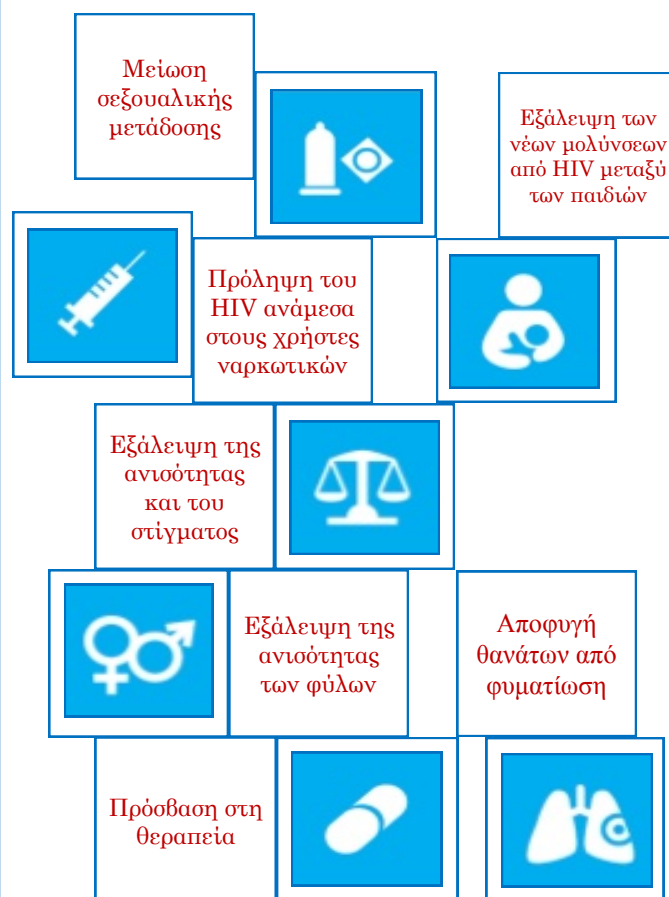 Μείωση
σεξουαλικής
μετάδοσης
Εξάλειψη των
νέων μολύνσεων
από HIV μεταξύ
των παιδιών
Πρόληψη του
HIV ανάμεσα
στους χρήστες
ναρκωτικών
Εξάλειψη της
ανισότητας
και του
στίγματος
Εξάλειψη της
ανισότητας
των φύλων
Αποφυγή
θανάτων από
φυματίωση
Πρόσβαση στη
θεραπεία